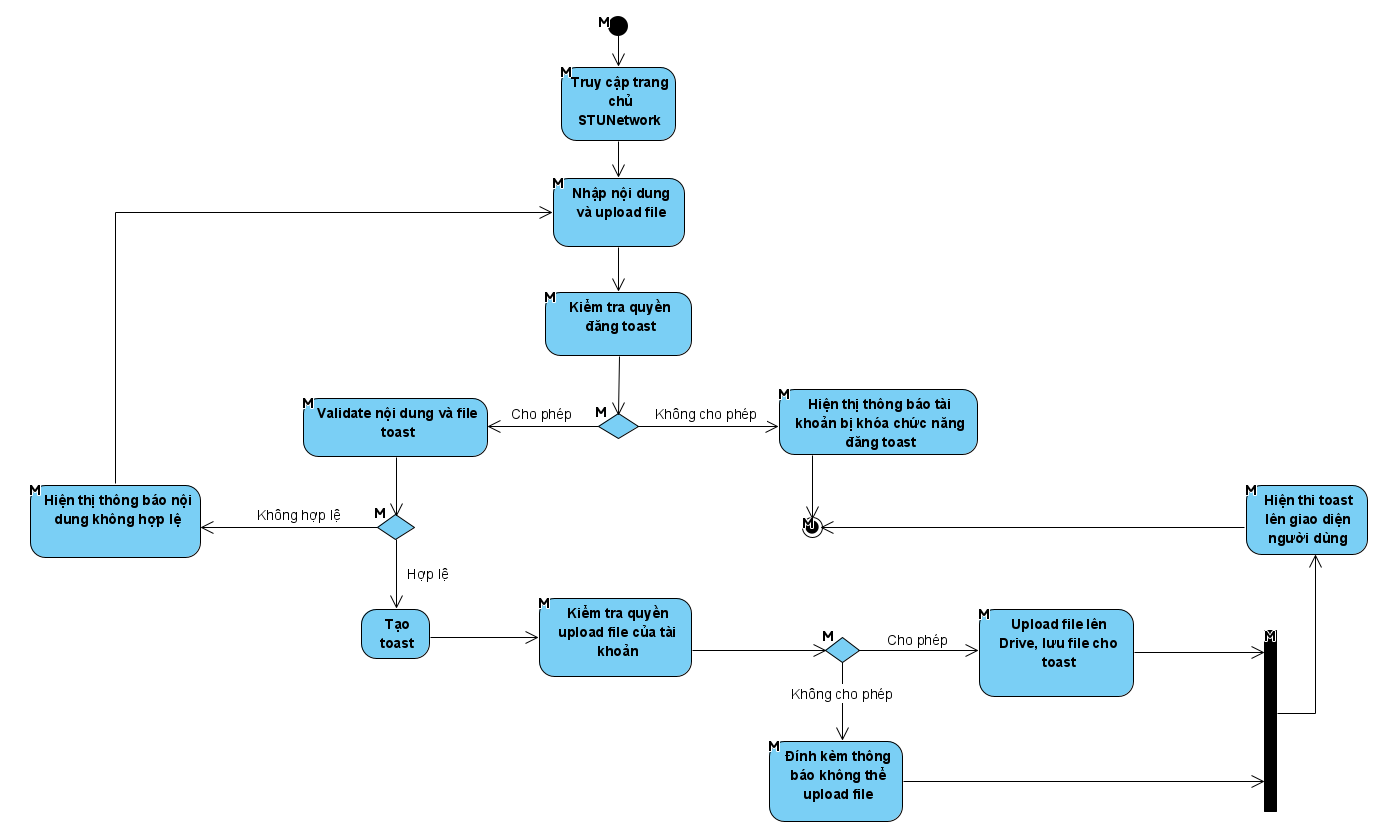 M
M
Truy cập trang
chủ
STUNetwork
M
Nhập nội dung
và upload file
M
Kiểm tra quyền
đăng toast
M
Cho phép
Không cho phép
M
Validate nội dung và file
toast
M
Hiện thị thông báo tài
khoản bị khóa chức năng
đăng toast
M
Hiện thị thông báo nội
dung không hợp lệ
M
Không hợp lệ
Hợp lệ
M
M
Hiện thi toast
lên giao diện
người dùng
Tạo
toast
M
Kiểm tra quyền
upload file của tài
khoản
M
Cho phép
Không cho phép
M
Upload file lên
Drive, lưu file cho
toast
M
M
Đính kèm thông
báo không thể
upload file